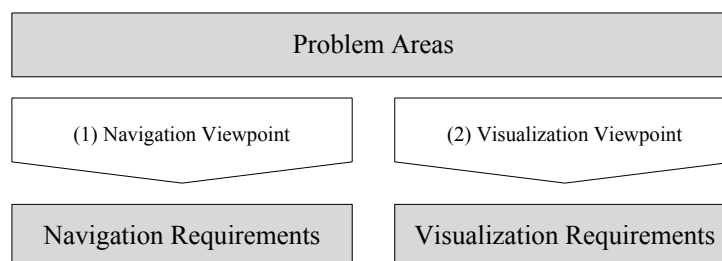 Problem Areas
(1) Navigation Viewpoint
(2) Visualization Viewpoint
Navigation Requirements
Visualization Requirements